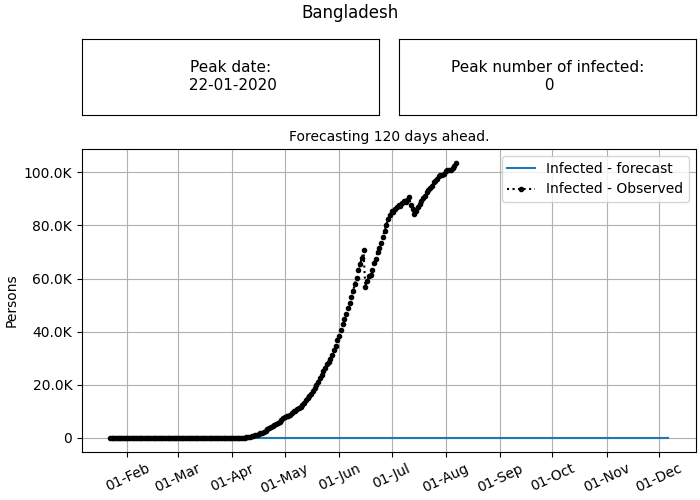 Bangladesh
Peak date:
22-01-2020
Peak number of infected:
0
Forecasting 120 days ahead.
Infected - forecast
Infected - Observed
100.0K
80.0K
60.0K
40.0K
20.0K
0
Persons
01-Feb
01-Mar
01-Apr
01-May
01-Jun
01-Jul
01-Aug
01-Sep
01-Oct
01-Nov
01-Dec